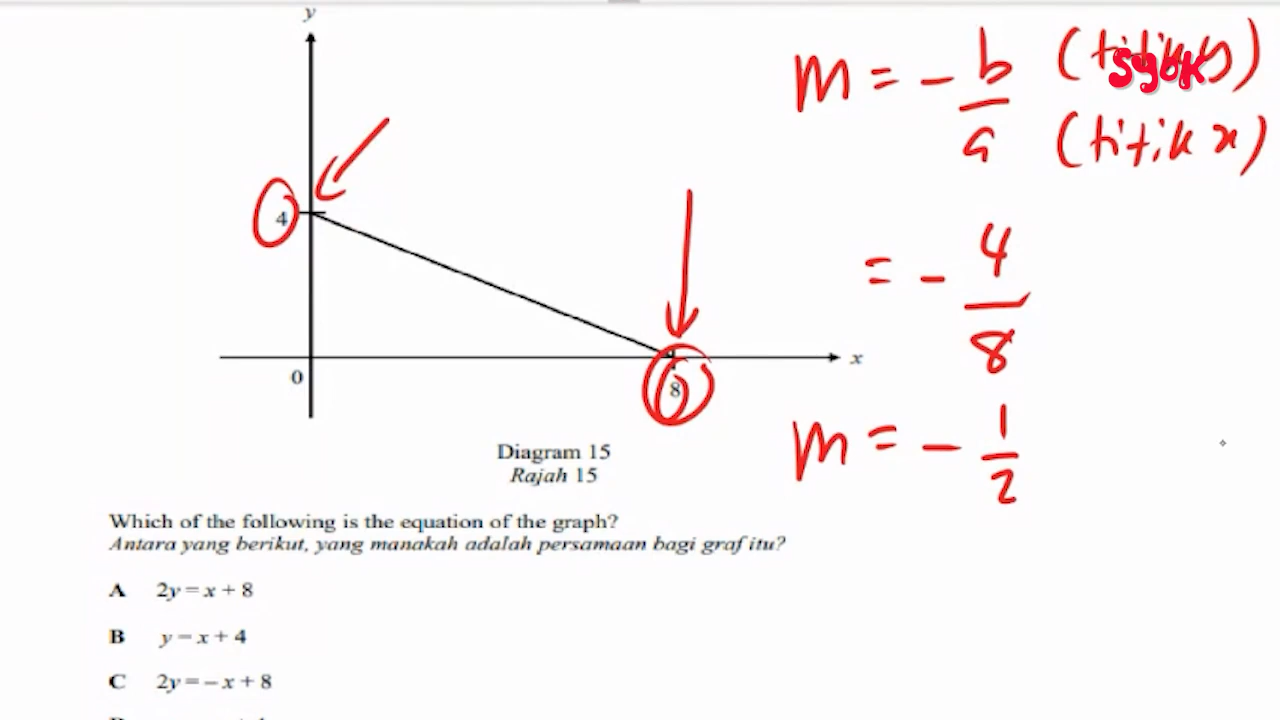 y
m = - b/a (titik y)
Syok
(titik x)
4
= - 4/8
0
8
x
m = - 1/2
Diagram 15
Rajah 15
Which of the following is the equation of the graph?
Antara yang berikut, yang manakah adalah persamaan bagi graf itu?
A 2y = x + 8
B y = x + 4
C 2y = – x + 8